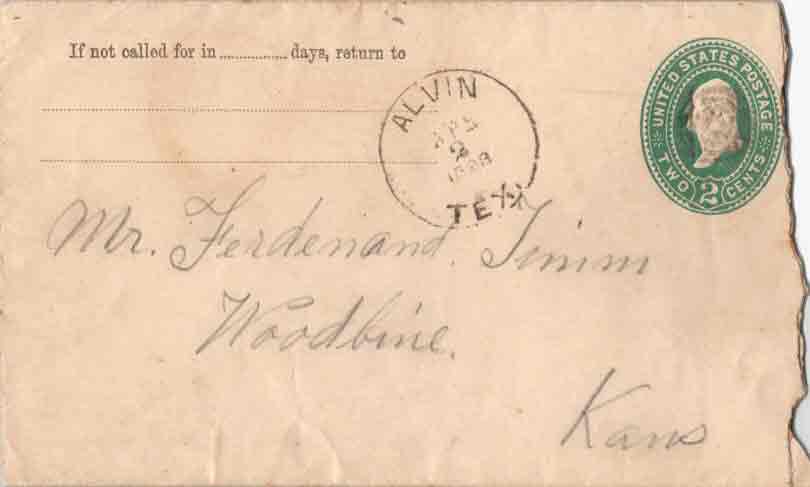 If not called for in ................ days, return to
ALVIN
2
TEX.
UNITED STATES POSTAGE
TWO 2 CENTS
Mr. Ferdenand. Timm
Woodbine.
Kans